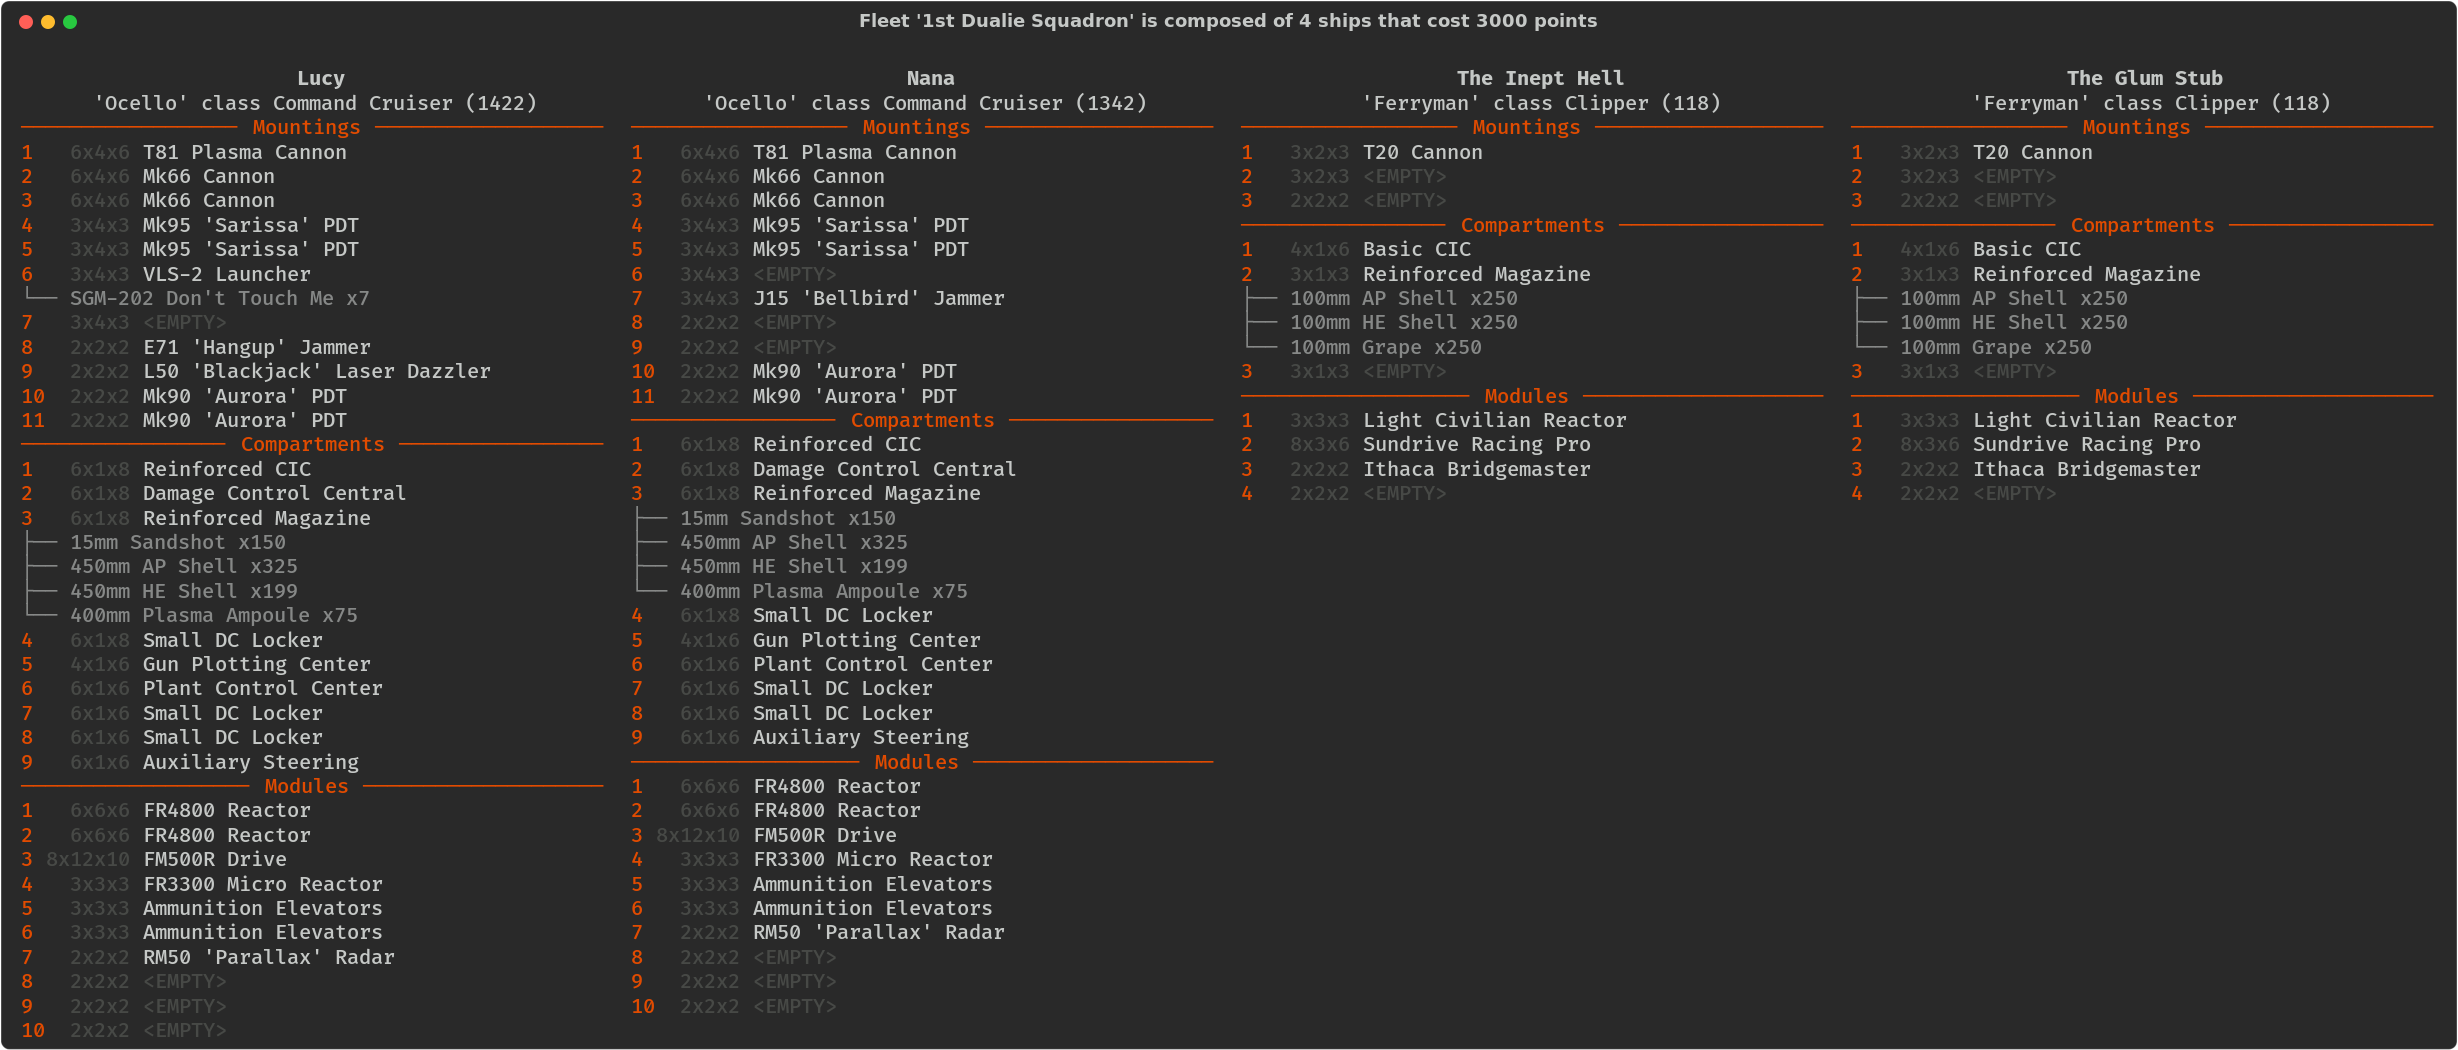 Fleet '1st Dualie Squadron' is composed of 4 ships that cost 3000 points
Lucy
'Ocello' class Command Cruiser (1422)
Mountings
1 6x4x6 T81 Plasma Cannon
2 6x4x6 Mk66 Cannon
3 6x4x6 Mk66 Cannon
4 3x4x3 Mk95 'Sarissa' PDT
5 3x4x3 Mk95 'Sarissa' PDT
6 3x4x3 VLS-2 Launcher
└── SGM-202 Don't Touch Me x7
7 3x4x3 <EMPTY>
8 2x2x2 E71 'Hangup' Jammer
9 2x2x2 L50 'Blackjack' Laser Dazzler
10 2x2x2 Mk90 'Aurora' PDT
11 2x2x2 Mk90 'Aurora' PDT
Compartments
1 6x1x8 Reinforced CIC
2 6x1x8 Damage Control Central
3 6x1x8 Reinforced Magazine
├── 15mm Sandshot x150
├── 450mm AP Shell x325
├── 450mm HE Shell x199
└── 400mm Plasma Ampoule x75
4 6x1x8 Small DC Locker
5 4x1x6 Gun Plotting Center
6 6x1x6 Plant Control Center
7 6x1x6 Small DC Locker
8 6x1x6 Small DC Locker
9 6x1x6 Auxiliary Steering
Modules
1 6x6x6 FR4800 Reactor
2 6x6x6 FR4800 Reactor
3 8x12x10 FM500R Drive
4 3x3x3 FR3300 Micro Reactor
5 3x3x3 Ammunition Elevators
6 3x3x3 Ammunition Elevators
7 2x2x2 RM50 'Parallax' Radar
8 2x2x2 <EMPTY>
9 2x2x2 <EMPTY>
10 2x2x2 <EMPTY>
Nana
'Ocello' class Command Cruiser (1342)
Mountings
1 6x4x6 T81 Plasma Cannon
2 6x4x6 Mk66 Cannon
3 6x4x6 Mk66 Cannon
4 3x4x3 Mk95 'Sarissa' PDT
5 3x4x3 Mk95 'Sarissa' PDT
6 3x4x3 <EMPTY>
7 3x4x3 J15 'Bellbird' Jammer
8 2x2x2 <EMPTY>
9 2x2x2 <EMPTY>
10 2x2x2 Mk90 'Aurora' PDT
11 2x2x2 Mk90 'Aurora' PDT
Compartments
1 6x1x8 Reinforced CIC
2 6x1x8 Damage Control Central
3 6x1x8 Reinforced Magazine
├── 15mm Sandshot x150
├── 450mm AP Shell x325
├── 450mm HE Shell x199
└── 400mm Plasma Ampoule x75
4 6x1x8 Small DC Locker
5 4x1x6 Gun Plotting Center
6 6x1x6 Plant Control Center
7 6x1x6 Small DC Locker
8 6x1x6 Small DC Locker
9 6x1x6 Auxiliary Steering
Modules
1 6x6x6 FR4800 Reactor
2 6x6x6 FR4800 Reactor
3 8x12x10 FM500R Drive
4 3x3x3 FR3300 Micro Reactor
5 3x3x3 Ammunition Elevators
6 3x3x3 Ammunition Elevators
7 2x2x2 RM50 'Parallax' Radar
8 2x2x2 <EMPTY>
9 2x2x2 <EMPTY>
10 2x2x2 <EMPTY>
The Inept Hell
'Ferryman' class Clipper (118)
Mountings
1 3x2x3 T20 Cannon
2 3x2x3 <EMPTY>
3 2x2x2 <EMPTY>
Compartments
1 4x1x6 Basic CIC
2 3x1x3 Reinforced Magazine
├── 100mm AP Shell x250
├── 100mm HE Shell x250
└── 100mm Grape x250
3 3x1x3 <EMPTY>
Modules
1 3x3x3 Light Civilian Reactor
2 8x3x6 Sundrive Racing Pro
3 2x2x2 Ithaca Bridgemaster
4 2x2x2 <EMPTY>
The Glum Stub
'Ferryman' class Clipper (118)
Mountings
1 3x2x3 T20 Cannon
2 3x2x3 <EMPTY>
3 2x2x2 <EMPTY>
Compartments
1 4x1x6 Basic CIC
2 3x1x3 Reinforced Magazine
├── 100mm AP Shell x250
├── 100mm HE Shell x250
└── 100mm Grape x250
3 3x1x3 <EMPTY>
Modules
1 3x3x3 Light Civilian Reactor
2 8x3x6 Sundrive Racing Pro
3 2x2x2 Ithaca Bridgemaster
4 2x2x2 <EMPTY>